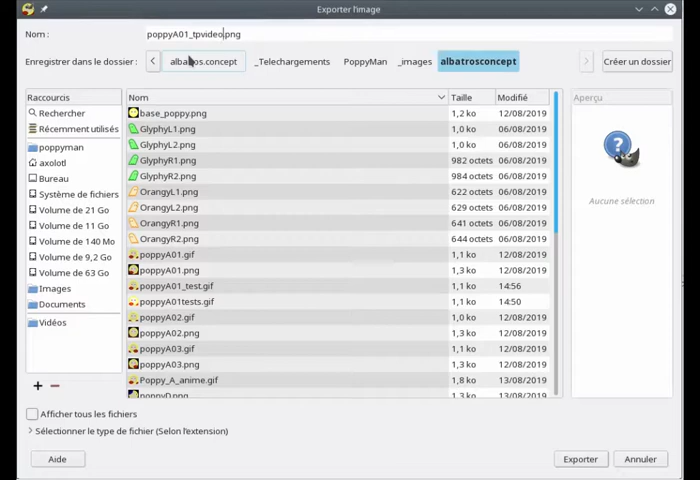 Exporter l'image
Nom : poppyA01_tpvideo.png
Enregistrer dans le dossier : albatros.concept _Telechargements PoppyMan _images albatrosconcept Créer un dossier
Raccourcis Nom Taille Modifié Aperçu
Rechercher base_poppy.png 1,2 ko 12/08/2019
Récemment utilisés GlyphyL1.png 1,0 ko 06/08/2019
poppyman GlyphyL2.png 1,0 ko 06/08/2019
axolotl GlyphyR1.png 982 octets 06/08/2019
Bureau GlyphyR2.png 984 octets 06/08/2019
Système de fichiers OrangyL1.png 622 octets 06/08/2019
Volume de 21 Go OrangyL2.png 629 octets 06/08/2019 Aucune sélection
Volume de 11 Go OrangyR1.png 641 octets 06/08/2019
Volume de 140 Mo OrangyR2.png 644 octets 06/08/2019
Volume de 9,2 Go poppyA01.gif 1,1 ko 12/08/2019
Volume de 63 Go poppyA01.png 1,3 ko 12/08/2019
Images poppyA01_test.gif 1,1 ko 14:56
Documents poppyA01tests.gif 1,1 ko 14:50
Vidéos poppyA02.gif 1,0 ko 12/08/2019
poppyA02.png 1,3 ko 12/08/2019
poppyA03.gif 1,1 ko 12/08/2019
poppyA03.png 1,3 ko 12/08/2019
Poppy_A_anime.gif 1,8 ko 13/08/2019
poppyD.png 1,3 ko 13/08/2019
Afficher tous les fichiers
Sélectionner le type de fichier (Selon l'extension)
Aide Exporter Annuler